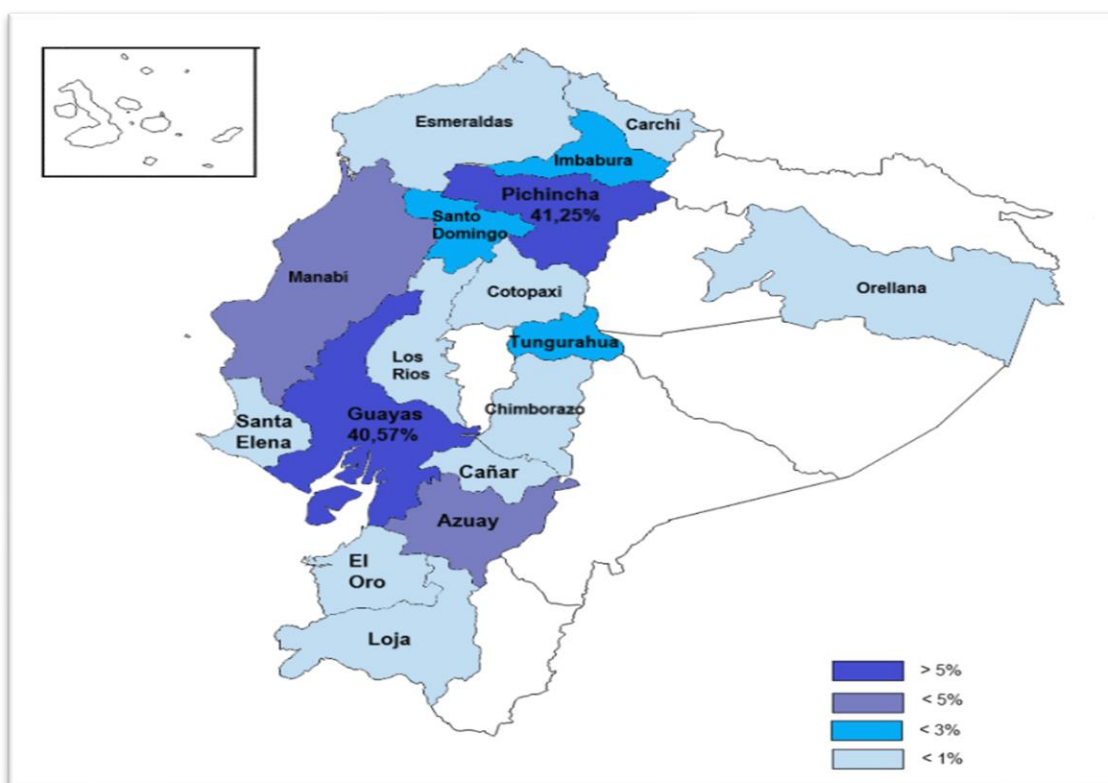 Esmeraldas
Carchi
Imbabura
Pichincha
41,25%
Santo
Domingo
Manabi
Cotopaxi
Orellana
Tungurahua
Los
Rios
Chimborazo
Guayas
40,57%
Santa
Elena
Cañar
Azuay
El
Oro
Loja
> 5%
< 5%
< 3%
< 1%